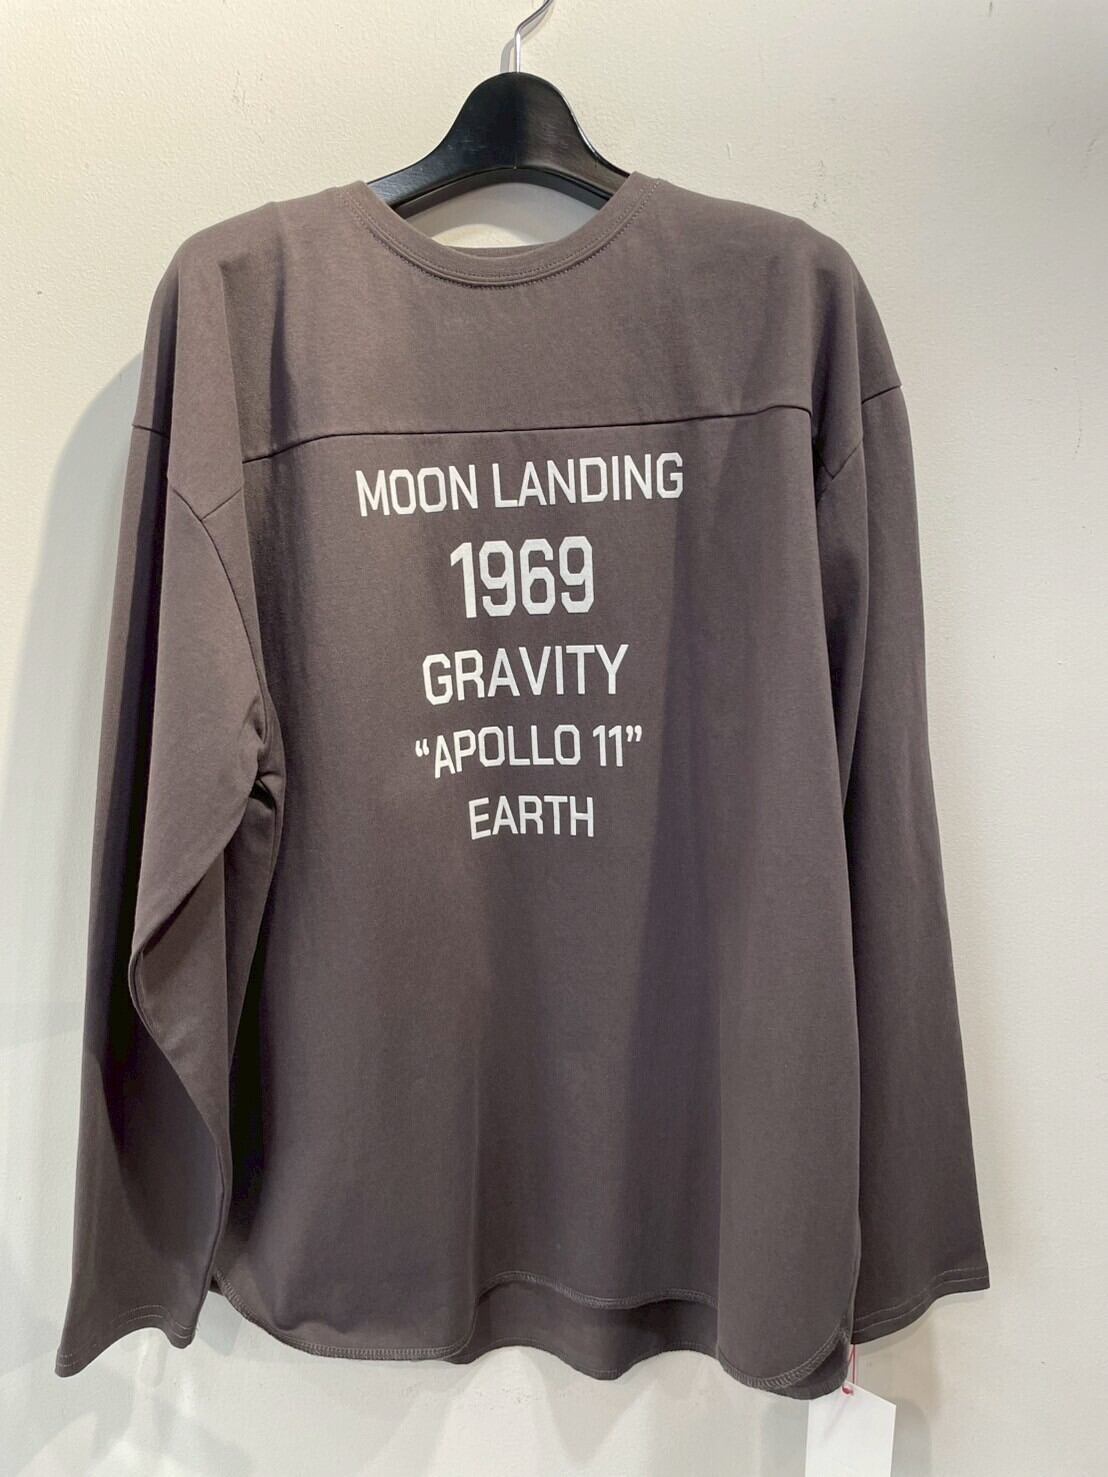 MOON LANDING
1969
GRAVITY
“APOLLO 11”
EARTH